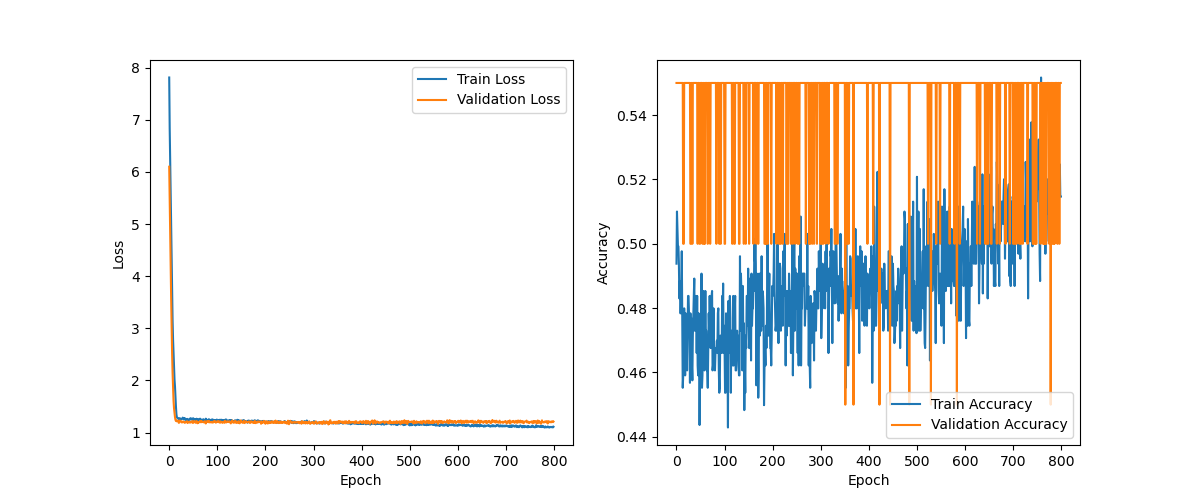 8
7
6
5
4
3
2
1
Loss
Train Loss
Validation Loss
0 100 200 300 400 500 600 700 800
Epoch
0.54
0.52
0.50
0.48
0.46
0.44
Accuracy
Train Accuracy
Validation Accuracy
0 100 200 300 400 500 600 700 800
Epoch